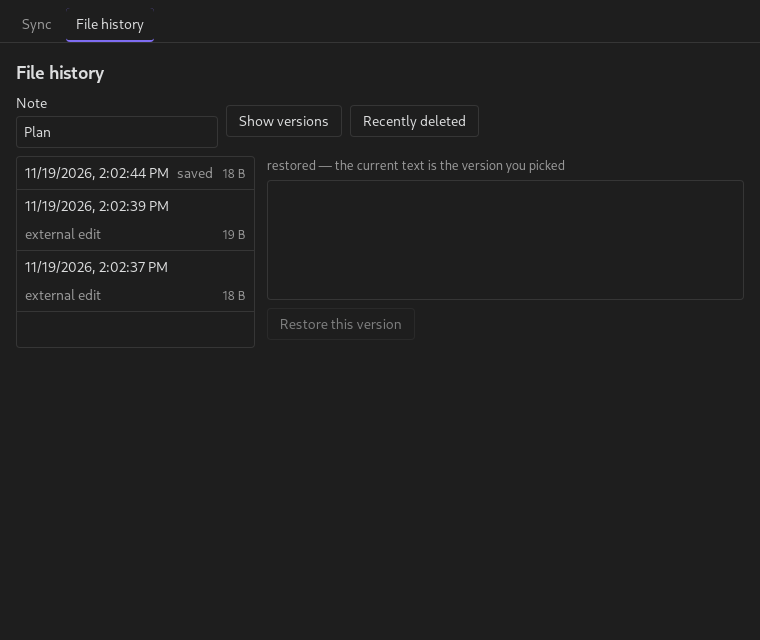 Sync File history
File history
Note
Plan
Show versions
Recently deleted
11/19/2026, 2:02:44 PM saved 18 B
11/19/2026, 2:02:39 PM
external edit 19 B
11/19/2026, 2:02:37 PM
external edit 18 B
restored — the current text is the version you picked
Restore this version